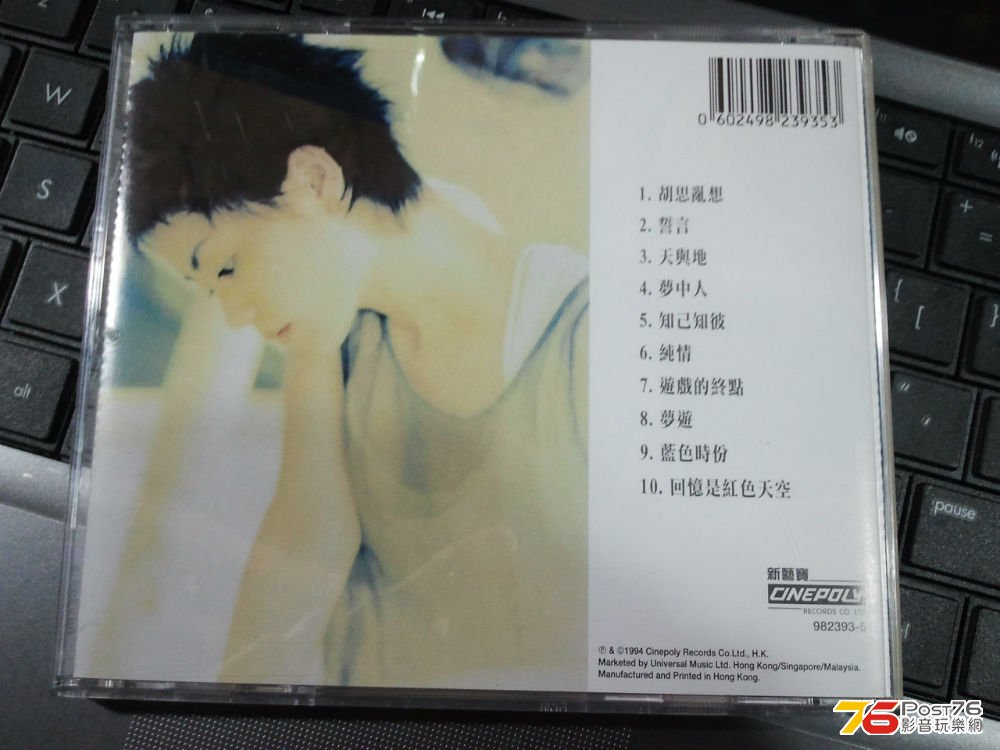 0 602498 239353
1. 胡思亂想
2. 誓言
3. 天與地
4. 夢中人
5. 知己知彼
6. 純情
7. 遊戲的終點
8. 夢遊
9. 藍色時份
10. 回憶是紅色天空
新藝寶
CINEPOLY
RECORDS CO. LTD
982393-5
℗ & ©1994 Cinepoly Records Co.Ltd., H.K.
Marketed by Universal Music Ltd. Hong Kong/Singapore/Malaysia.
Manufactured and Printed in Hong Kong.
W
S
X
alt
f12
pause
76 Post76
影音玩樂網